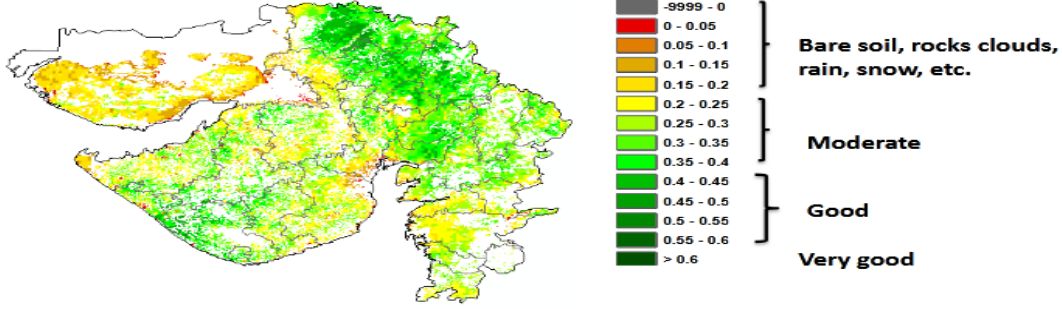 -9999 - 0
0 - 0.05
0.05 - 0.1
0.1 - 0.15
0.15 - 0.2
0.2 - 0.25
0.25 - 0.3
0.3 - 0.35
0.35 - 0.4
0.4 - 0.45
0.45 - 0.5
0.5 - 0.55
0.55 - 0.6
> 0.6
Bare soil, rocks clouds,
rain, snow, etc.
Moderate
Good
Very good